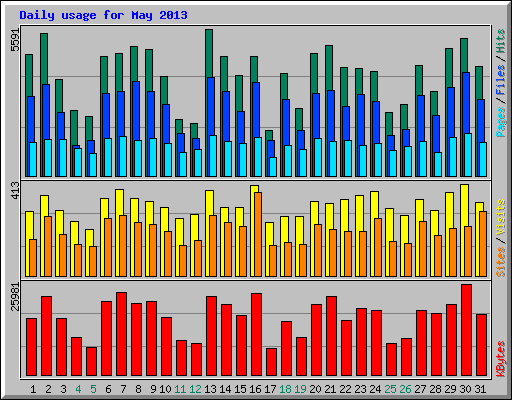 Daily usage for May 2013
5591
Pages / Files / Hits
413
Sites / Visits
25981
KBytes
1 2 3 4 5 6 7 8 9 10 11 12 13 14 15 16 17 18 19 20 21 22 23 24 25 26 27 28 29 30 31